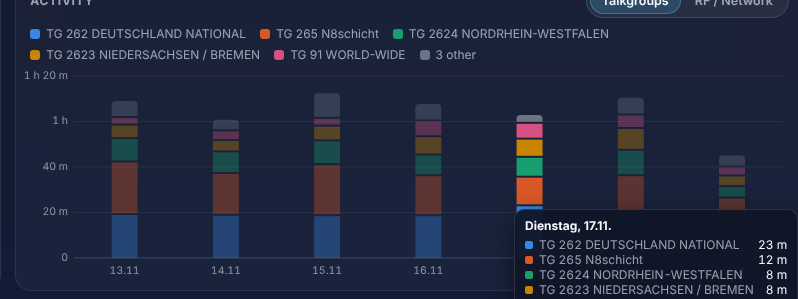 ACTIVITY
Talkgroups RF / Network
TG 262 DEUTSCHLAND NATIONAL TG 265 N8schicht TG 2624 NORDRHEIN-WESTFALEN
TG 2623 NIEDERSACHSEN / BREMEN TG 91 WORLD-WIDE 3 other
1 h 20 m
1 h
40 m
20 m
0
13.11 14.11 15.11 16.11
Dienstag, 17.11.
TG 262 DEUTSCHLAND NATIONAL 23 m
TG 265 N8schicht 12 m
TG 2624 NORDRHEIN-WESTFALEN 8 m
TG 2623 NIEDERSACHSEN / BREMEN 8 m